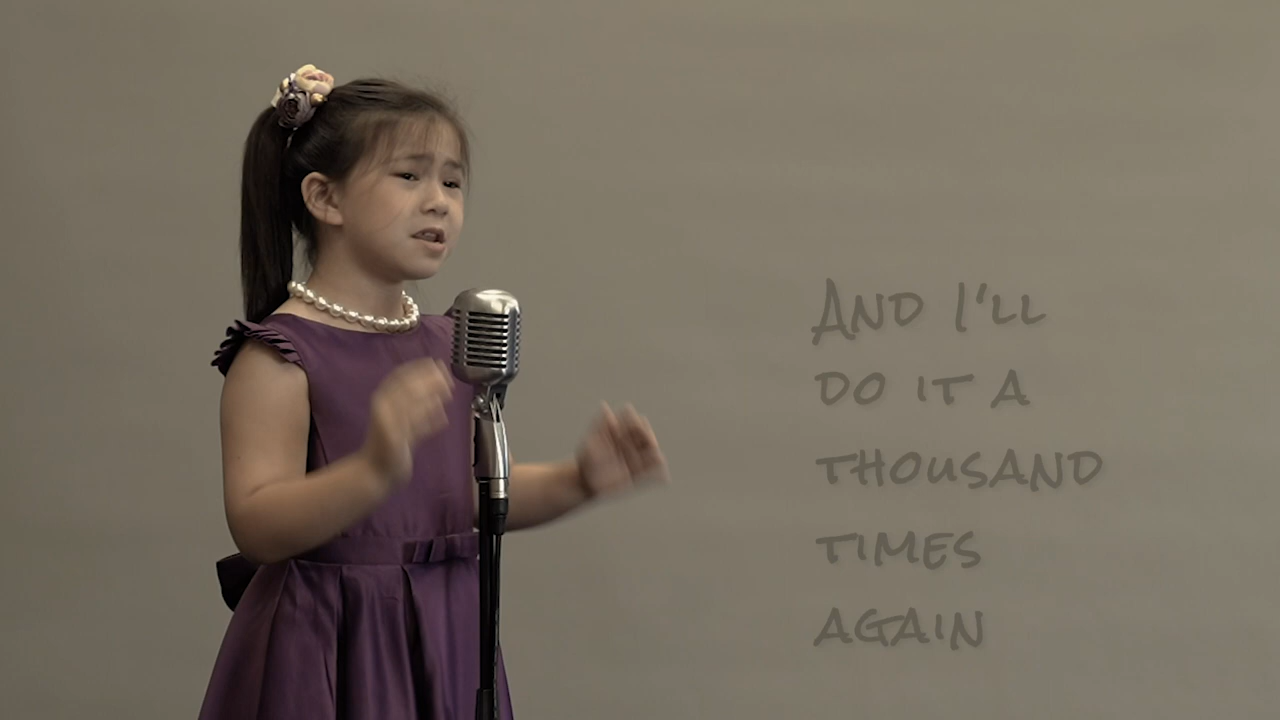 And I'll
do it a
thousand
times
again